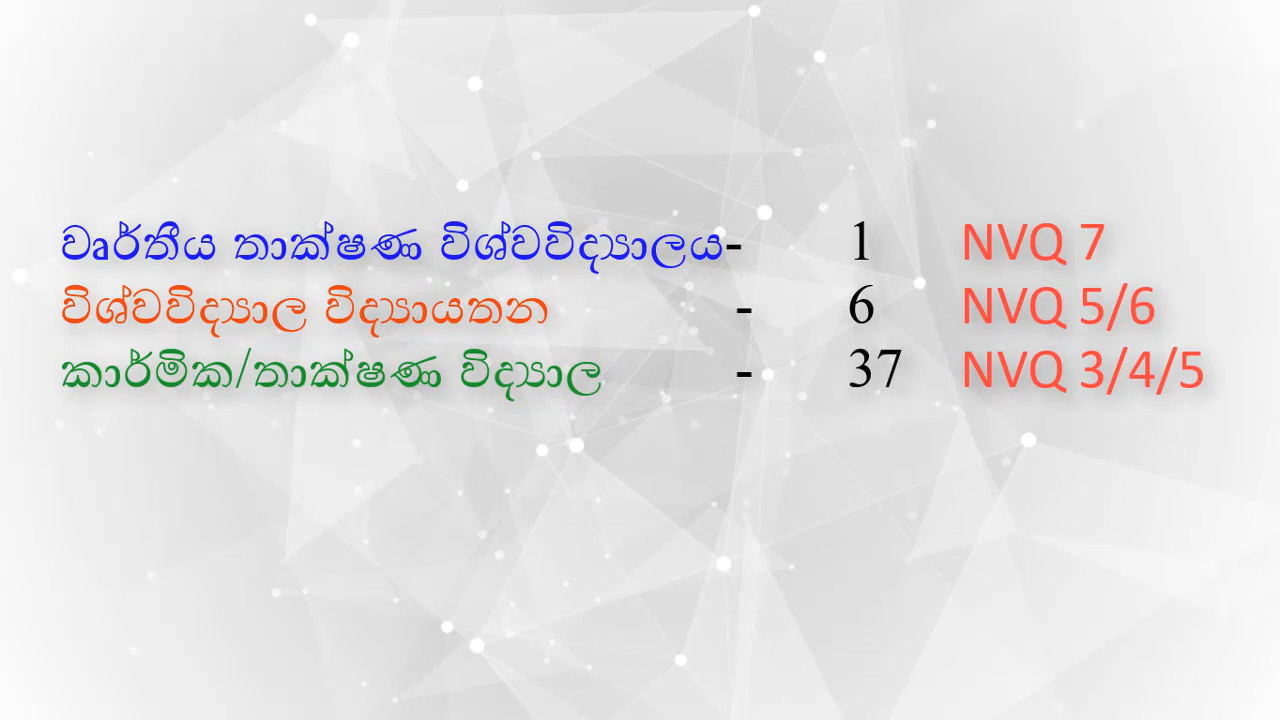 වෘර්තීය තාක්ෂණ විශ්වවිද්‍යාලය- 1 NVQ 7
විශ්වවිද්‍යාල විද්‍යායතන - 6 NVQ 5/6
කාර්මික/තාක්ෂණ විද්‍යාල - 37 NVQ 3/4/5